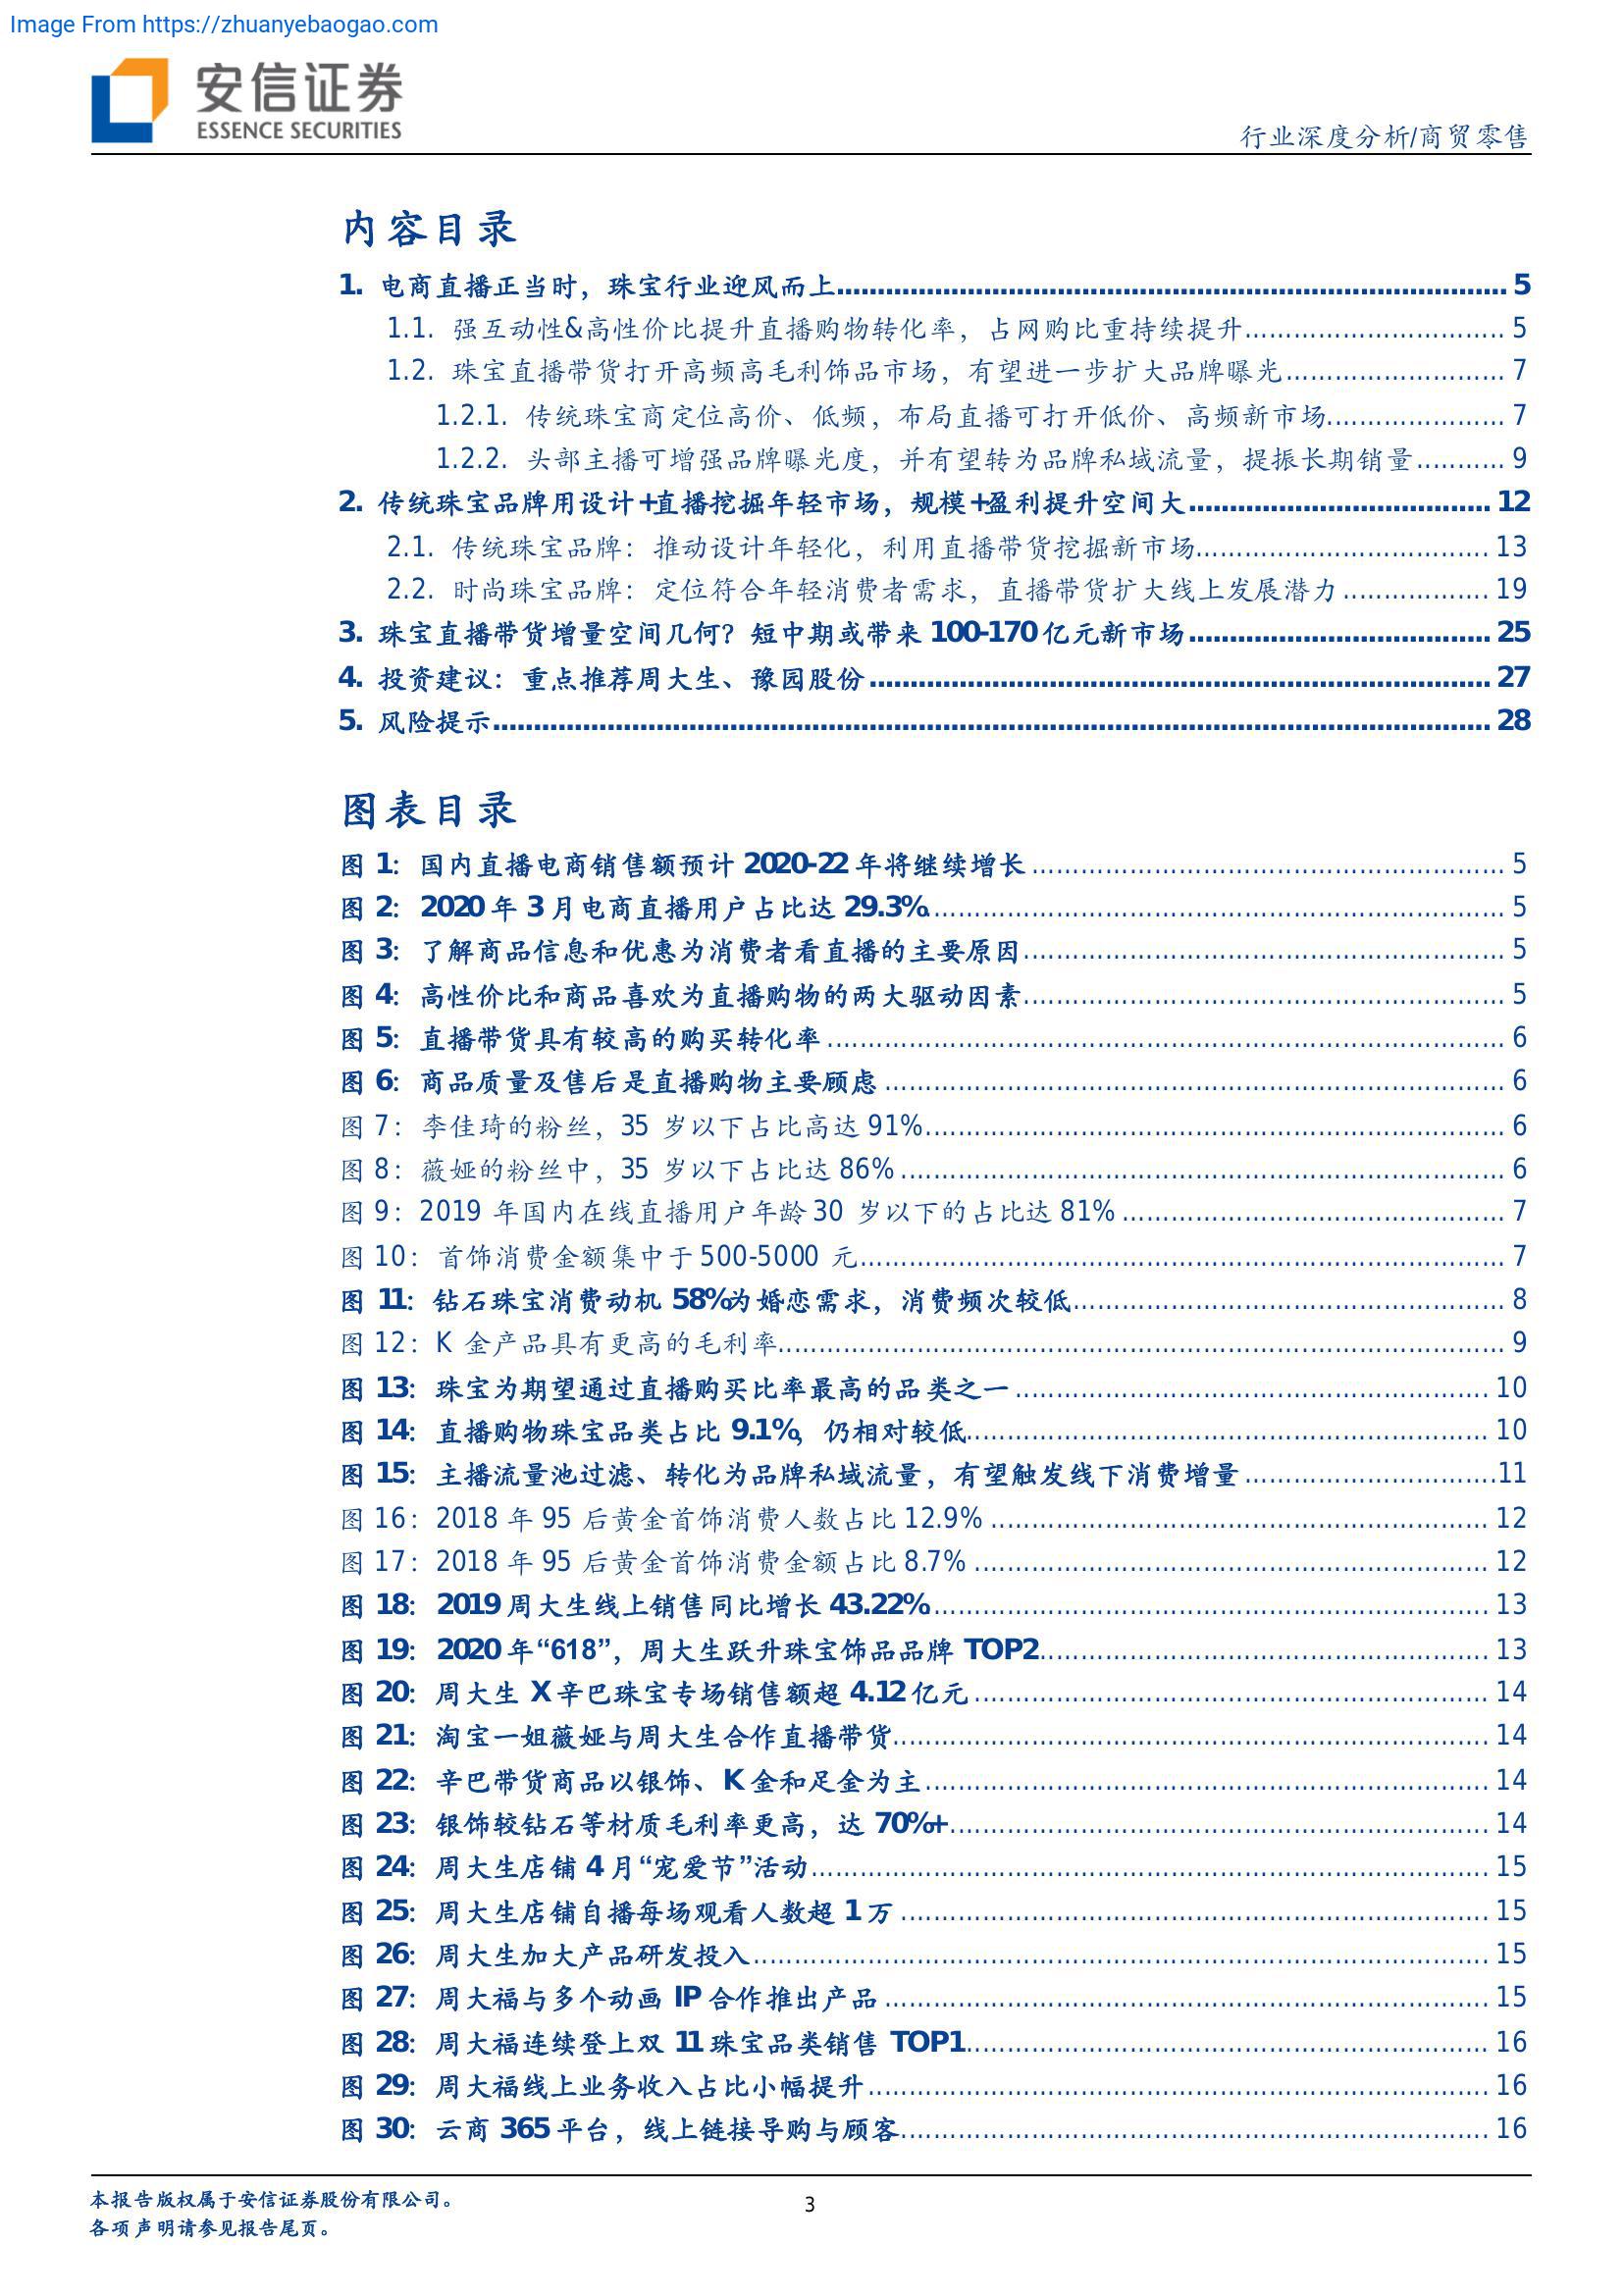 Image From https://zhuanyebaogao.com
安信证券
ESSENCE SECURITIES
行业深度分析/商贸零售
内容目录
1. 电商直播正当时，珠宝行业迎风而上 5
1.1. 强互动性&高性价比提升直播购物转化率，占网购比重持续提升 5
1.2. 珠宝直播带货打开高频高毛利饰品市场，有望进一步扩大品牌曝光 7
1.2.1. 传统珠宝商定位高价、低频，布局直播可打开低价、高频新市场 7
1.2.2. 头部主播可增强品牌曝光度，并有望转为品牌私域流量，提振长期销量 9
2. 传统珠宝品牌用设计+直播挖掘年轻市场，规模+盈利提升空间大 12
2.1. 传统珠宝品牌：推动设计年轻化，利用直播带货挖掘新市场 13
2.2. 时尚珠宝品牌：定位符合年轻消费者需求，直播带货扩大线上发展潜力 19
3. 珠宝直播带货增量空间几何？短中期或带来 100-170 亿元新市场 25
4. 投资建议：重点推荐周大生、豫园股份 27
5. 风险提示 28
图表目录
图 1：国内直播电商销售额预计 2020-22 年将继续增长 5
图 2：2020 年 3 月电商直播用户占比达 29.3% 5
图 3：了解商品信息和优惠为消费者看直播的主要原因 5
图 4：高性价比和商品喜欢为直播购物的两大驱动因素 5
图 5：直播带货具有较高的购买转化率 6
图 6：商品质量及售后是直播购物主要顾虑 6
图 7：李佳琦的粉丝，35 岁以下占比高达 91% 6
图 8：薇娅的粉丝中，35 岁以下占比达 86% 6
图 9：2019 年国内在线直播用户年龄 30 岁以下的占比达 81% 7
图 10：首饰消费金额集中于 500-5000 元 7
图 11：钻石珠宝消费动机 58%为婚恋需求，消费频次较低 8
图 12：K 金产品具有更高的毛利率 9
图 13：珠宝为期望通过直播购买比率最高的品类之一 10
图 14：直播购物珠宝品类占比 9.1%，仍相对较低 10
图 15：主播流量池过滤、转化为品牌私域流量，有望触发线下消费增量 11
图 16：2018 年 95 后黄金首饰消费人数占比 12.9% 12
图 17：2018 年 95 后黄金首饰消费金额占比 8.7% 12
图 18：2019 周大生线上销售同比增长 43.22% 13
图 19：2020 年“618”，周大生跃升珠宝饰品品牌 TOP2 13
图 20：周大生 X 辛巴珠宝专场销售额超 4.12 亿元 14
图 21：淘宝一姐薇娅与周大生合作直播带货 14
图 22：辛巴带货商品以银饰、K 金和足金为主 14
图 23：银饰较钻石等材质毛利率更高，达 70%+ 14
图 24：周大生店铺 4 月“宠爱节”活动 15
图 25：周大生店铺自播每场观看人数超 1 万 15
图 26：周大生加大产品研发投入 15
图 27：周大福与多个动画 IP 合作推出产品 15
图 28：周大福连续登上双 11 珠宝品类销售 TOP1 16
图 29：周大福线上业务收入占比小幅提升 16
图 30：云商 365 平台，线上链接导购与顾客 16
本报告版权属于安信证券股份有限公司。
3
各项声明请参见报告尾页。